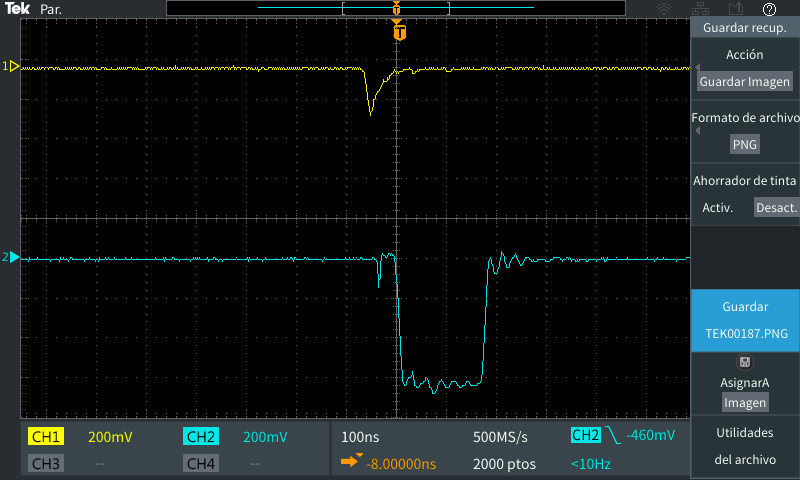 Tek Par.
T
?
T
1
2
Guardar recup.
Acción
Guardar Imagen
Formato de archivo
PNG
Ahorrador de tinta
Activ. Desact.
Guardar
TEK00187.PNG
AsignarA
Imagen
Utilidades
del archivo
CH1 200mV CH2 200mV 100ns 500MS/s CH2 -460mV
CH3 -- CH4 -- -8.00000ns 2000 ptos <10Hz